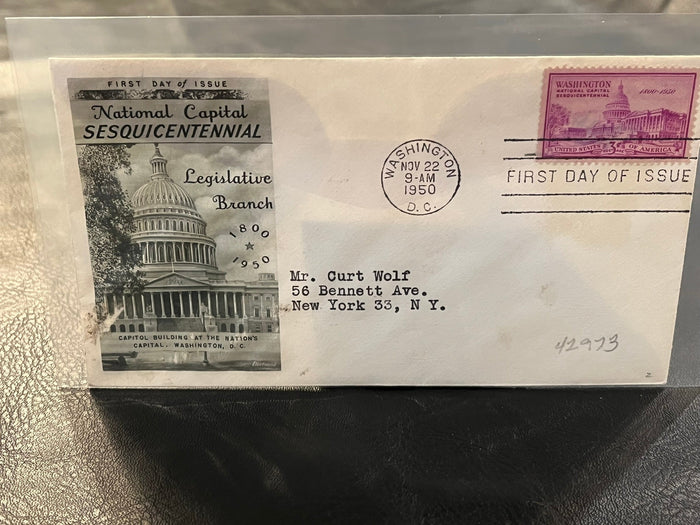 FIRST DAY of ISSUE
National Capital
SESQUICENTENNIAL
Legislative
Branch
1800
1950
CAPITOL BUILDING AT THE NATION'S
CAPITAL, WASHINGTON, D. C.
WASHINGTON
NOV 22
9-AM
1950
D. C.
WASHINGTON
NATIONAL CAPITAL
SESQUICENTENNIAL
1800-1950
UNITED STATES 3¢ OF AMERICA
FIRST DAY OF ISSUE
Mr. Curt Wolf
56 Bennett Ave.
New York 33, N Y.
42973